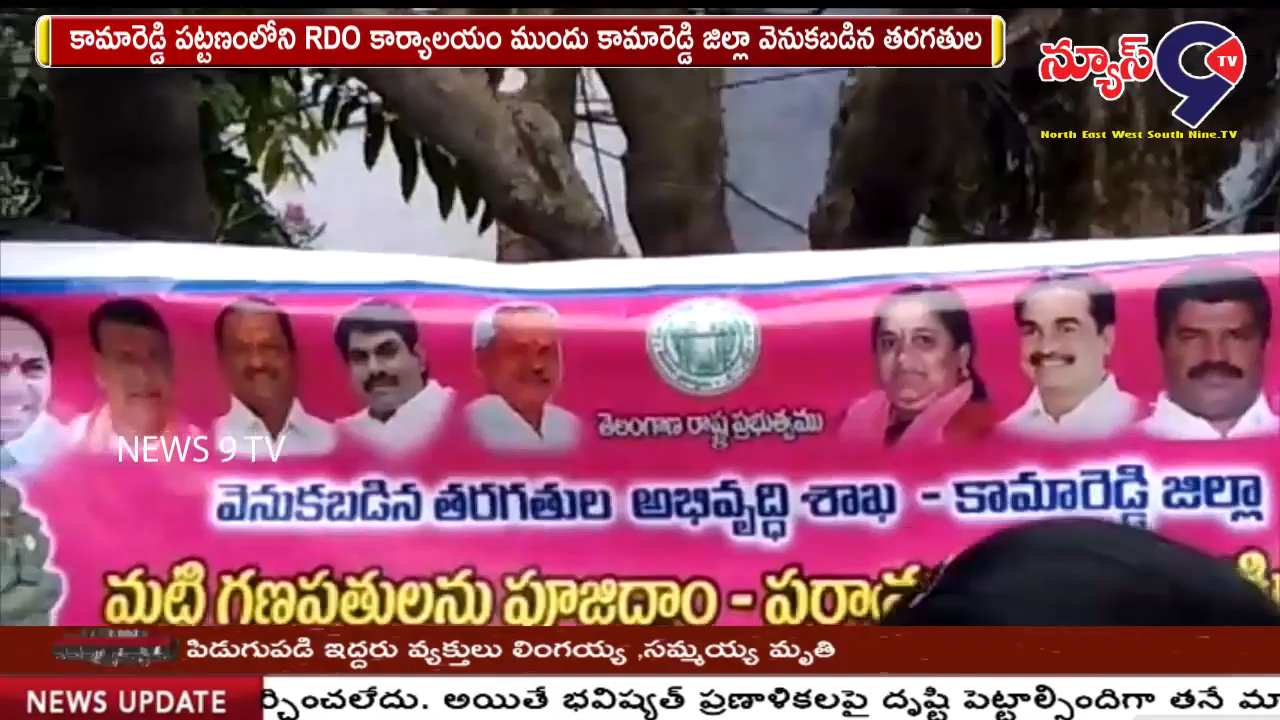 కామారెడ్డి పట్టణంలోని RDO కార్యాలయం ముందు కామారెడ్డి జిల్లా వెనుకబడిన తరగతుల
న్యూస్ 9 TV
North East West South Nine.TV
తెలంగాణ రాష్ట్ర ప్రభుత్వము
NEWS 9 TV
వెనుకబడిన తరగతుల అభివృద్ధి శాఖ - కామారెడ్డి జిల్లా
మట్టి గణపతులను పూజిద్దాం -
పిడుగుపడి ఇద్దరు వ్యక్తులు లింగయ్య ,సమ్మయ్య మృతి
NEWS UPDATE ర్చించలేదు. అయితే భవిష్యత్ ప్రణాళికలపై దృష్టి పెట్టాల్సిందిగా తనే